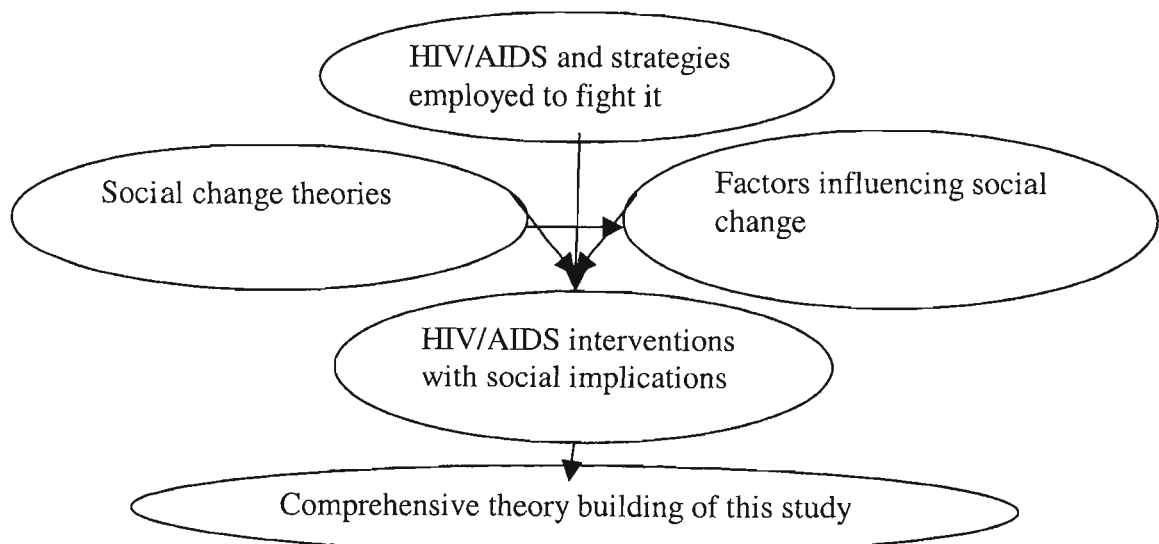 HIV/AIDS and strategies
employed to fight it
Social change theories
Factors influencing social
change
HIV/AIDS interventions
with social implications
Comprehensive theory building of this study